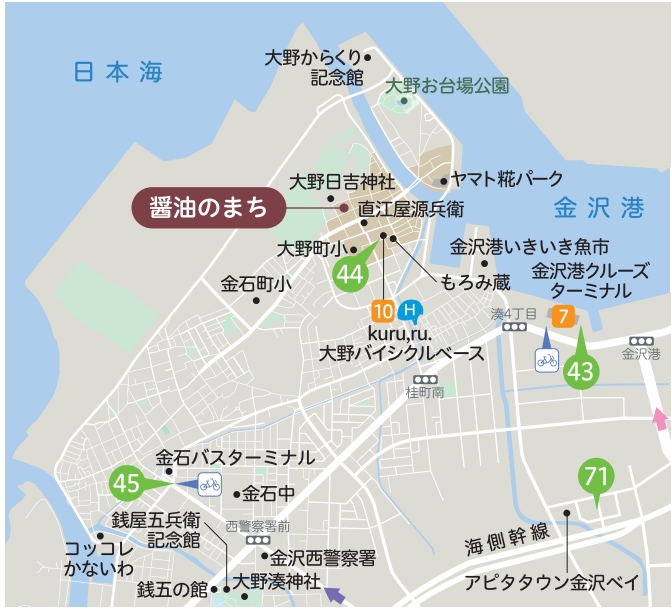 日本海
大野からくり
記念館
大野お台場公園
大野日吉神社
ヤマト糀パーク
醤油のまち
直江屋源兵衛
金沢港
大野町小
金沢港いきいき魚市
44
もろみ蔵
金沢港クルーズ
ターミナル
金石町小
10
H
湊4丁目
7
kuru,ru.
大野バイシクルベース
金沢港
43
桂町南
金石バスターミナル
45
71
金石中
銭屋五兵衛
記念館
西警察署前
コッコレ
かないわ
金沢西警察署
海側幹線
銭五の館
大野湊神社
アピタタウン金沢ベイ